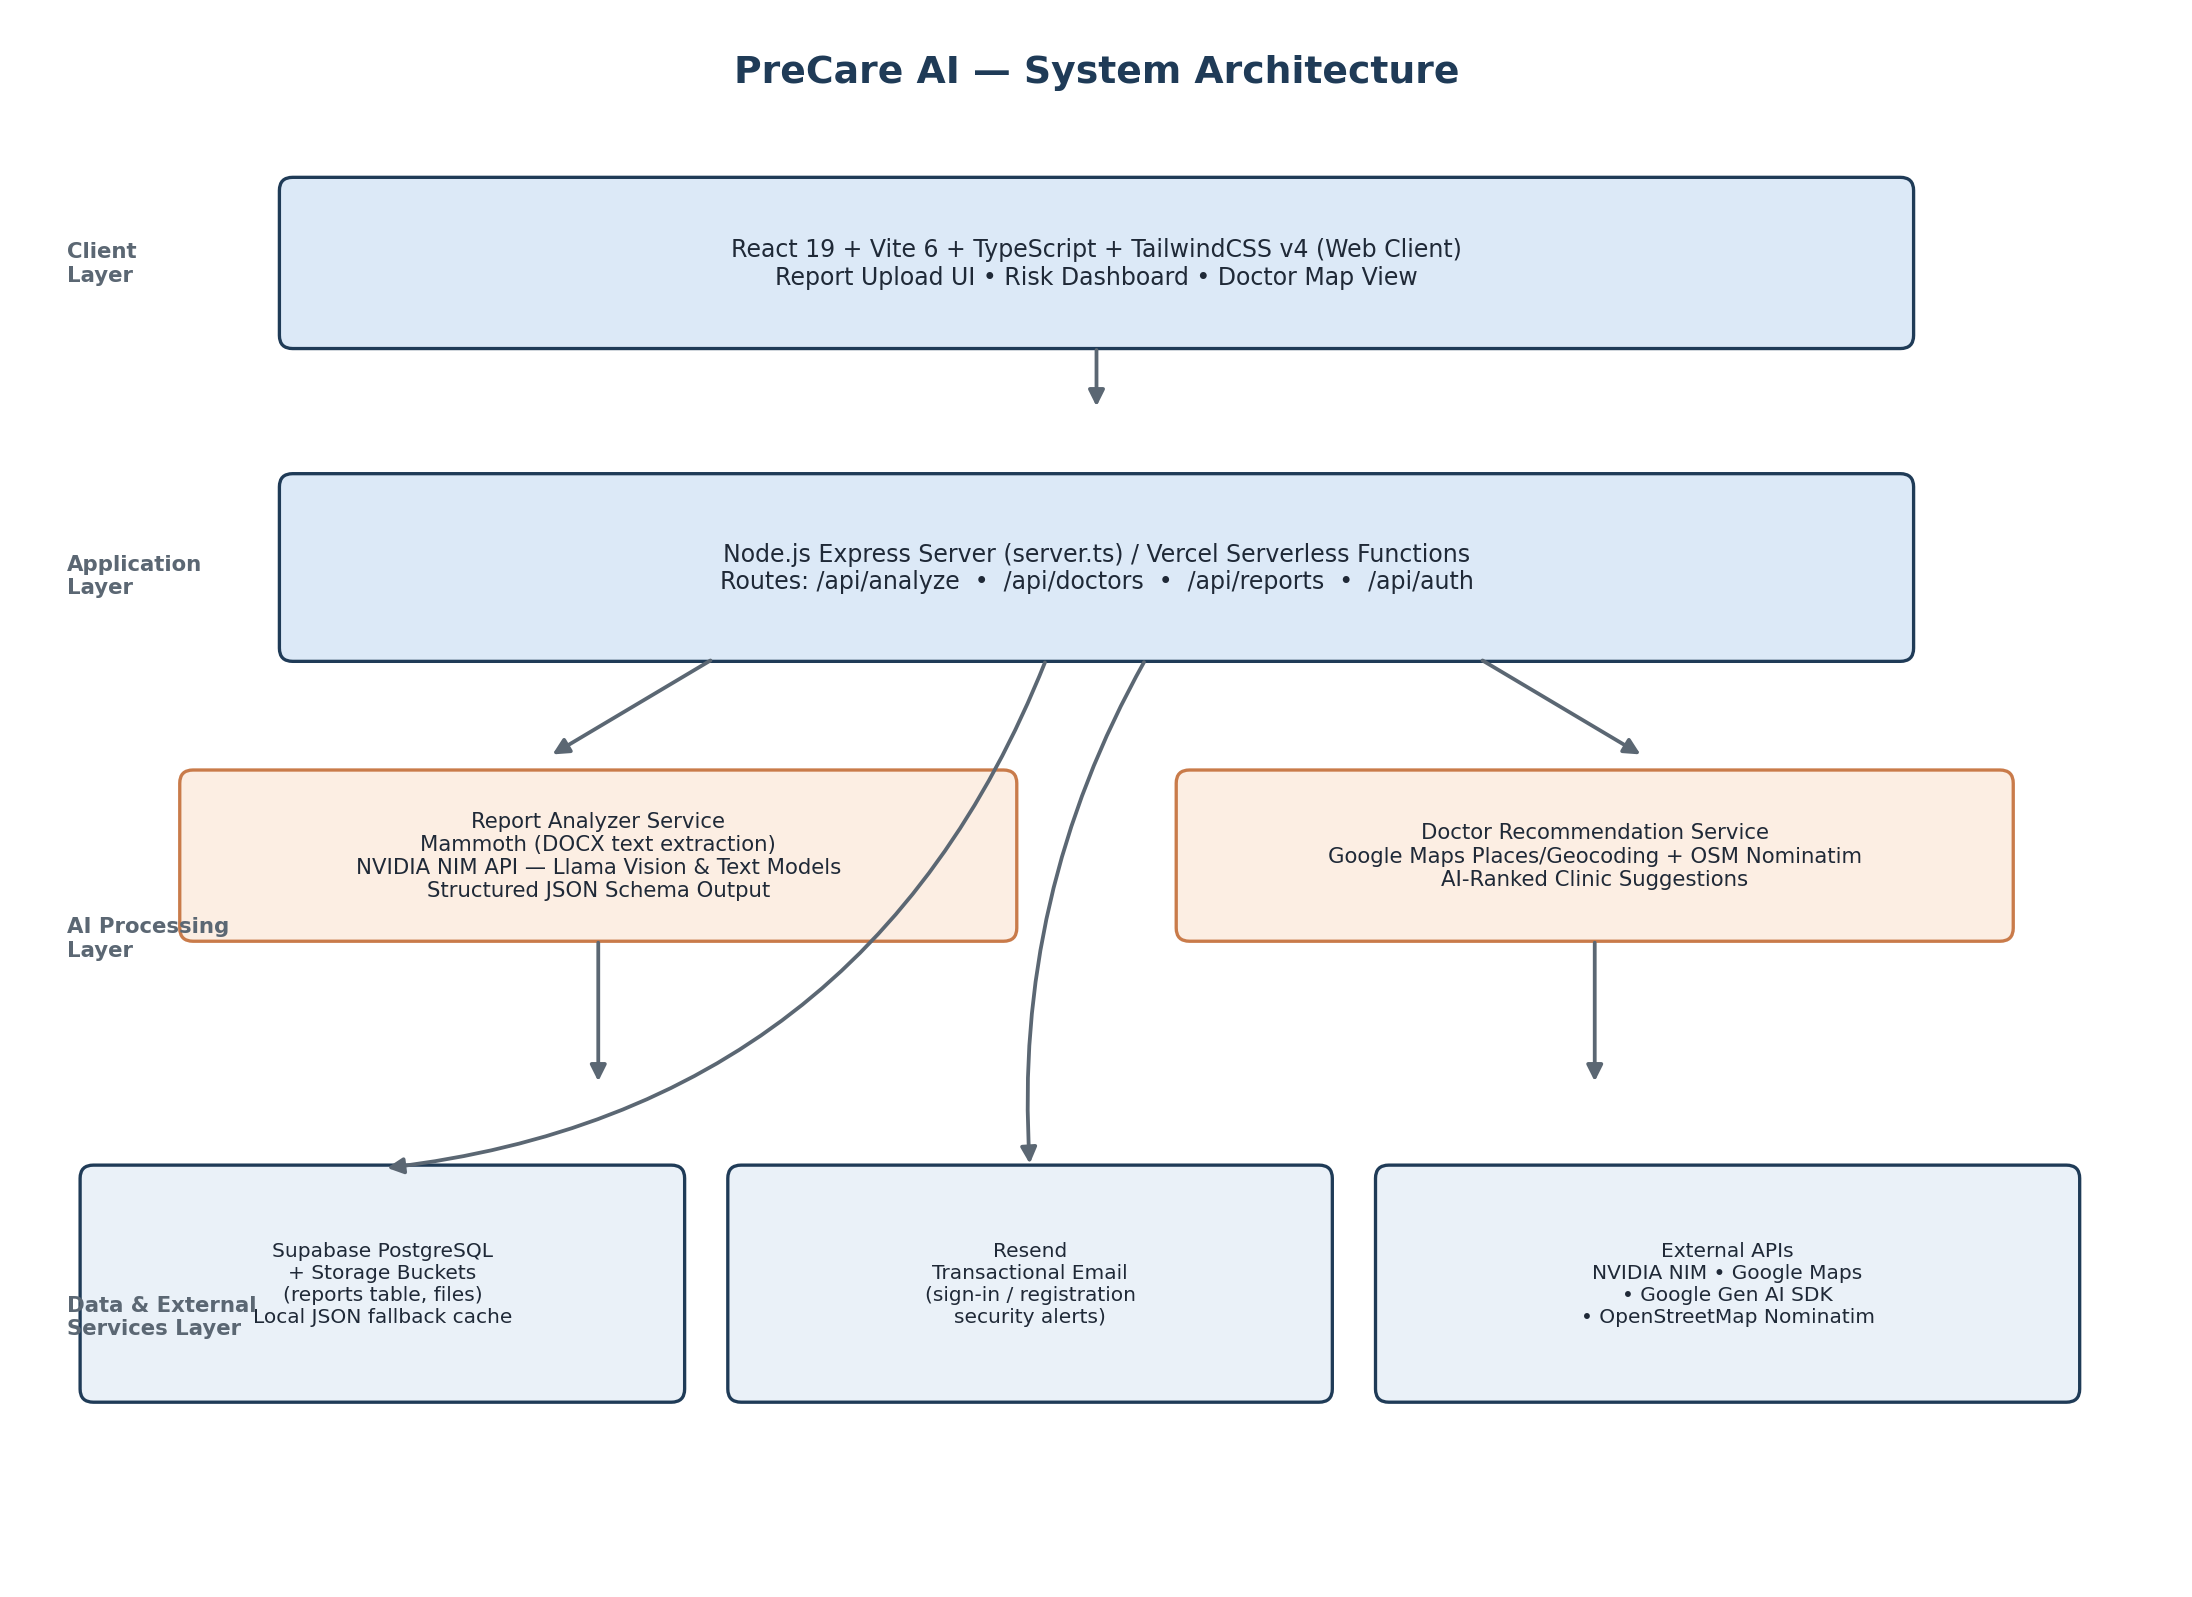 PreCare AI — System Architecture
Client
Layer
React 19 + Vite 6 + TypeScript + TailwindCSS v4 (Web Client)
Report Upload UI • Risk Dashboard • Doctor Map View
Application
Layer
Node.js Express Server (server.ts) / Vercel Serverless Functions
Routes: /api/analyze • /api/doctors • /api/reports • /api/auth
AI Processing
Layer
Report Analyzer Service
Mammoth (DOCX text extraction)
NVIDIA NIM API — Llama Vision & Text Models
Structured JSON Schema Output
Doctor Recommendation Service
Google Maps Places/Geocoding + OSM Nominatim
AI-Ranked Clinic Suggestions
Data & External
Services Layer
Supabase PostgreSQL
+ Storage Buckets
(reports table, files)
Local JSON fallback cache
Resend
Transactional Email
(sign-in / registration
security alerts)
External APIs
NVIDIA NIM • Google Maps
• Google Gen AI SDK
• OpenStreetMap Nominatim